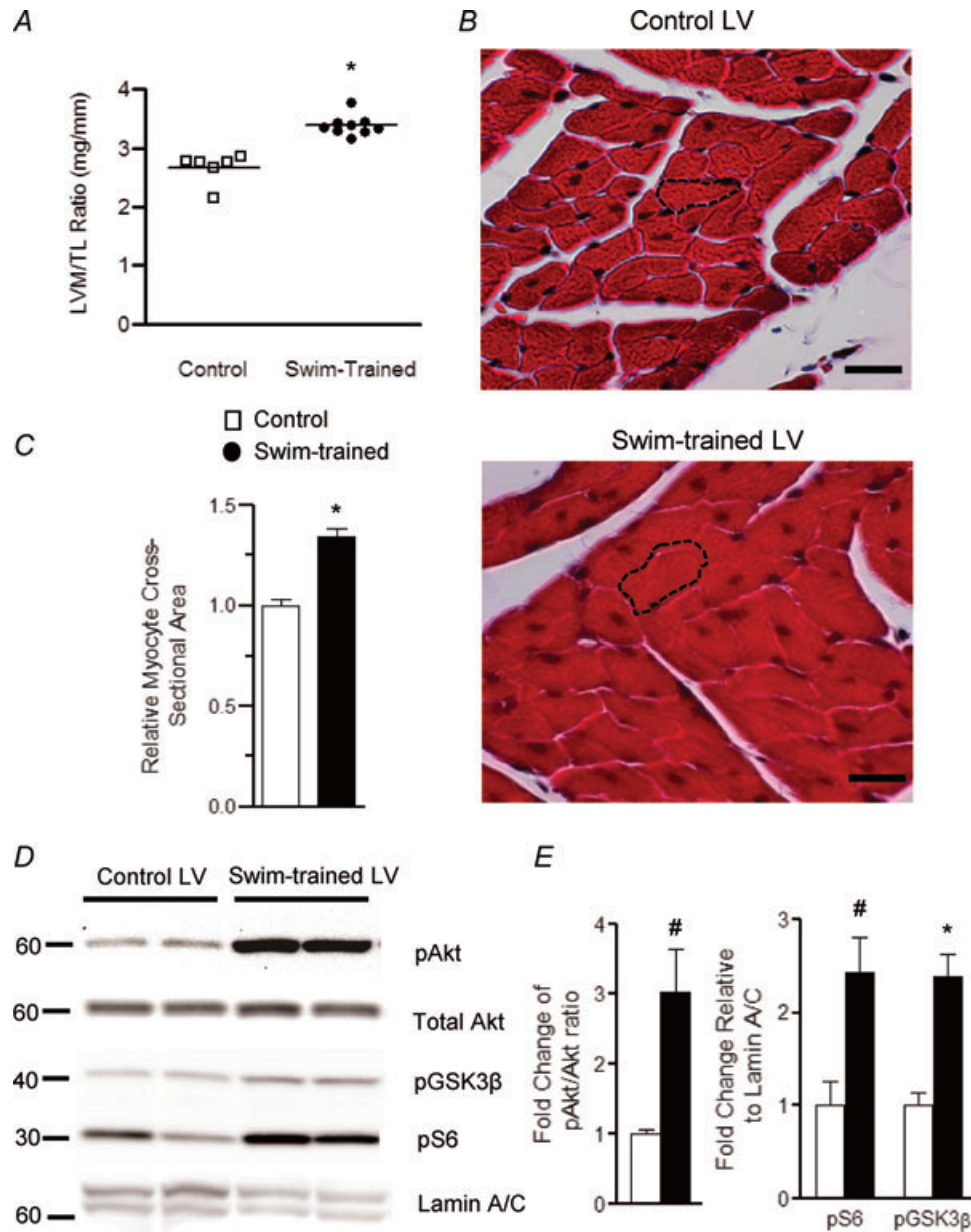 A
LVM/TL Ratio (mg/mm)
4
3
2
1
0
*
Control
Swim-Trained
B
Control LV
Swim-trained LV
C
Control
Swim-trained
Relative Myocyte Cross-
Sectional Area
1.5
1.0
0.5
0.0
*
D
Control LV
Swim-trained LV
60
pAkt
60
Total Akt
40
pGSK3β
30
pS6
60
Lamin A/C
E
Fold Change of
pAkt/Akt ratio
4
3
2
1
0
#
Fold Change Relative
to Lamin A/C
3
2
1
0
#
*
pS6
pGSK3β